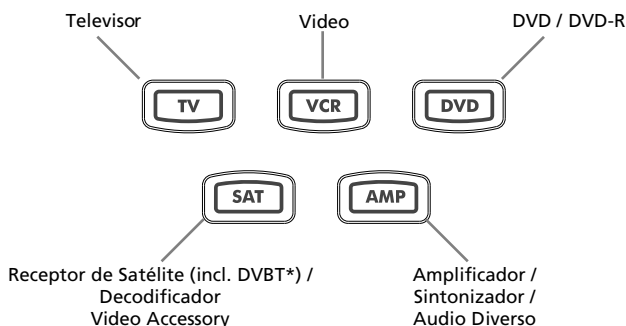 Televisor
Video
DVD / DVD-R
TV
VCR
DVD
SAT
AMP
Receptor de Satélite (incl. DVBT*) /
Decodificador
Video Accessory
Amplificador /
Sintonizador /
Audio Diverso